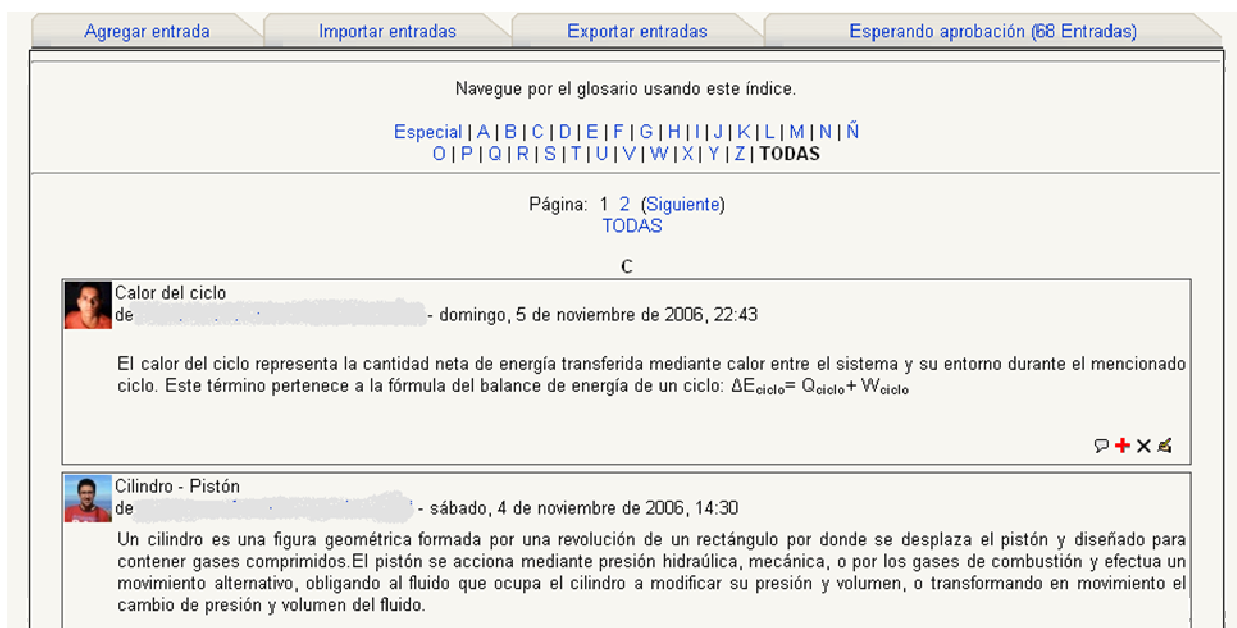 Agregar entrada Importar entradas Exportar entradas Esperando aprobación (68 Entradas)
Navegue por el glosario usando este índice.
Especial | A | B | C | D | E | F | G | H | I | J | K | L | M | N | Ñ
O | P | Q | R | S | T | U | V | W | X | Y | Z | TODAS
Página: 1 2 (Siguiente)
TODAS
C
Calor del ciclo
de - domingo, 5 de noviembre de 2006, 22:43
El calor del ciclo representa la cantidad neta de energía transferida mediante calor entre el sistema y su entorno durante el mencionado
ciclo. Este término pertenece a la fórmula del balance de energía de un ciclo: ΔEciclo= Qciclo+ Wciclo
Cilindro - Pistón
de - sábado, 4 de noviembre de 2006, 14:30
Un cilindro es una figura geométrica formada por una revolución de un rectángulo por donde se desplaza el pistón y diseñado para
contener gases comprimidos.El pistón se acciona mediante presión hidraúlica, mecánica, o por los gases de combustión y efectua un
movimiento alternativo, obligando al fluido que ocupa el cilindro a modificar su presión y volumen, o transformando en movimiento el
cambio de presión y volumen del fluido.